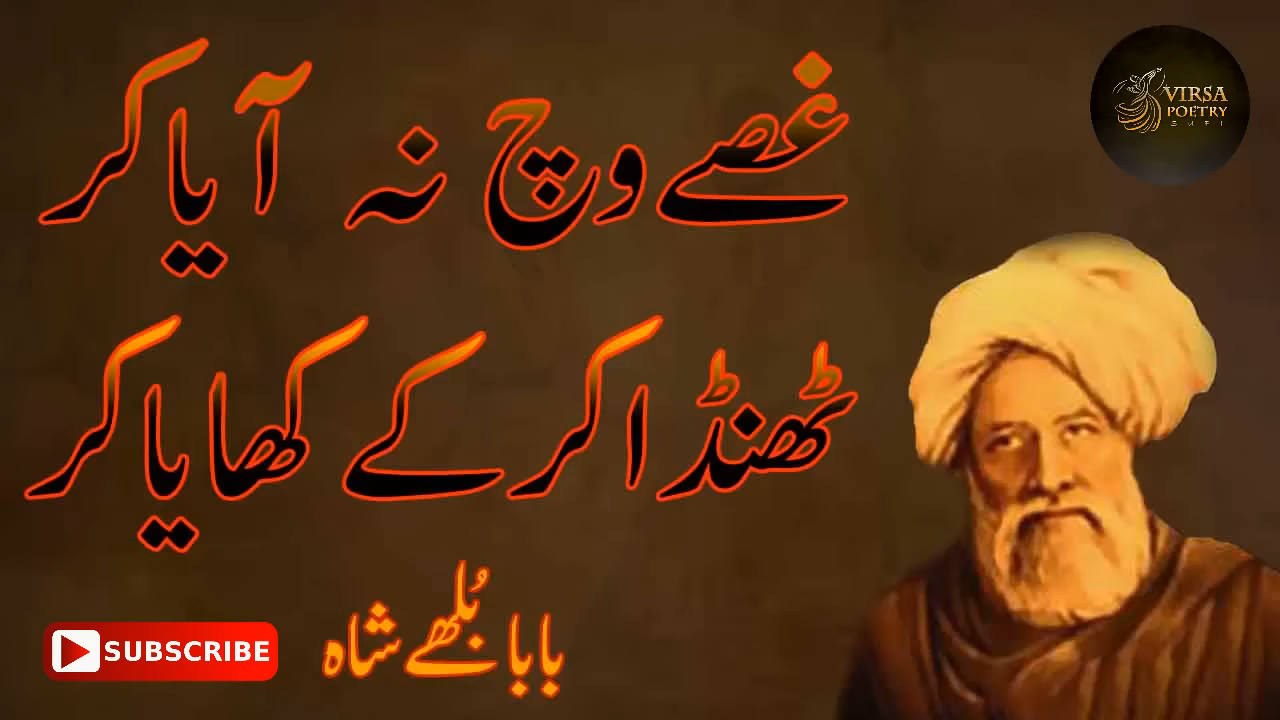 غصے وچ نہ آیا کر
ٹھنڈا کر کے کھایا کر
بابا بُلھے شاہ
VIRSA
POETRY
SUBSCRIBE